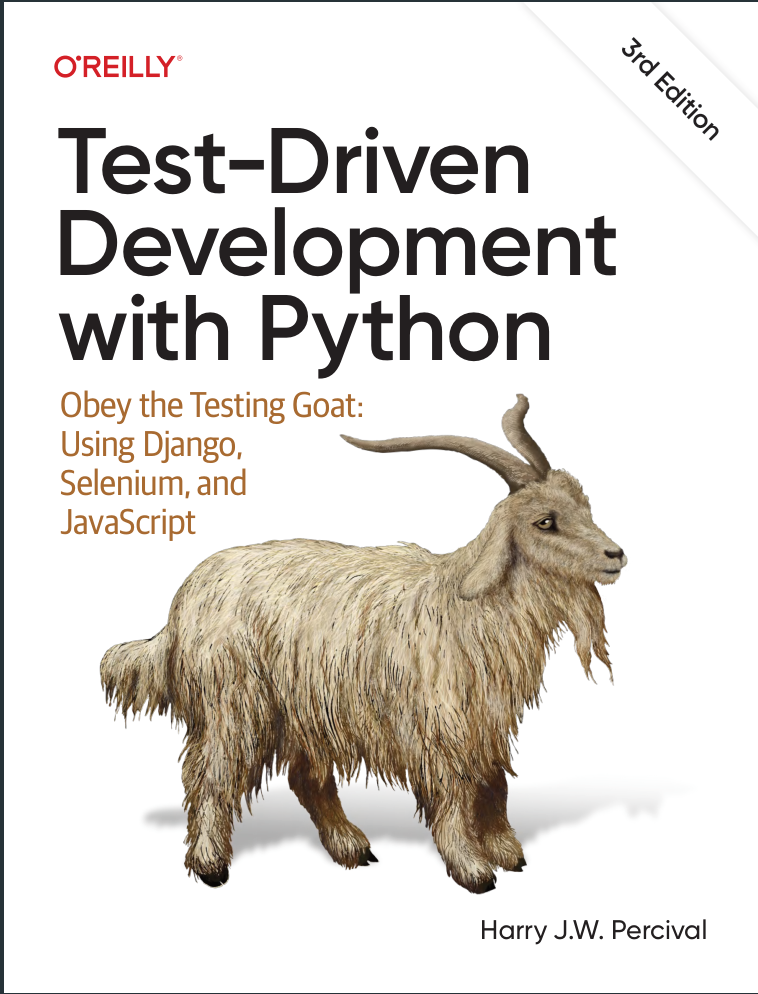 O'REILLY®
3rd Edition
Test-Driven
Development
with Python
Obey the Testing Goat:
Using Django,
Selenium, and
JavaScript
Harry J.W. Percival